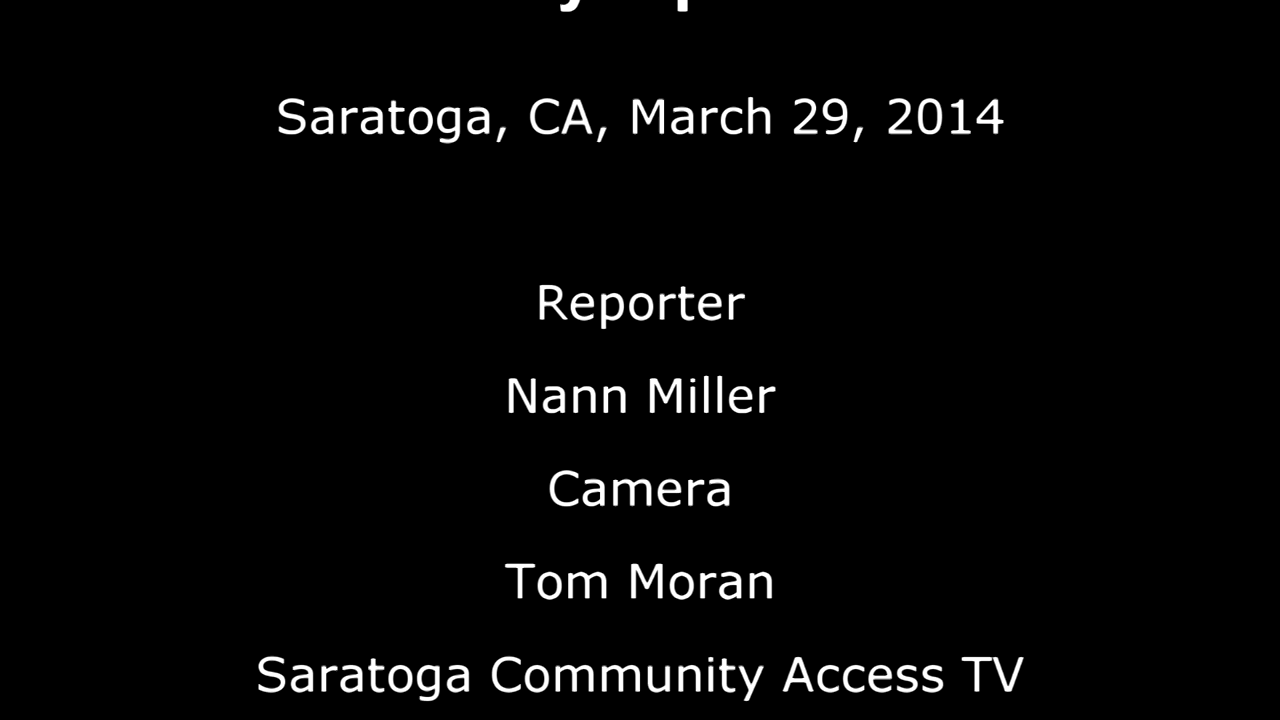 Saratoga, CA, March 29, 2014
Reporter
Nann Miller
Camera
Tom Moran
Saratoga Community Access TV